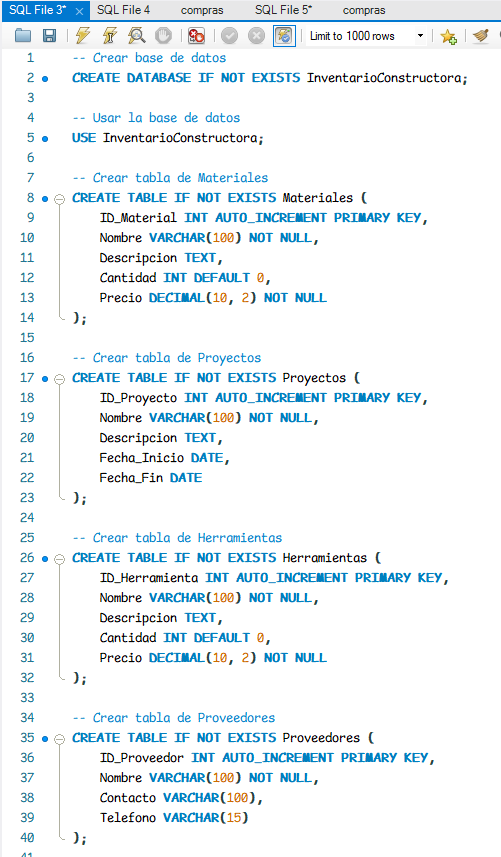 SQL File 3* SQL File 4 compras SQL File 5* compras
Limit to 1000 rows
1 -- Crear base de datos
2 CREATE DATABASE IF NOT EXISTS InventarioConstructora;
3
4 -- Usar la base de datos
5 USE InventarioConstructora;
6
7 -- Crear tabla de Materiales
8 CREATE TABLE IF NOT EXISTS Materiales (
9 ID_Material INT AUTO_INCREMENT PRIMARY KEY,
10 Nombre VARCHAR(100) NOT NULL,
11 Descripcion TEXT,
12 Cantidad INT DEFAULT 0,
13 Precio DECIMAL(10, 2) NOT NULL
14 );
15
16 -- Crear tabla de Proyectos
17 CREATE TABLE IF NOT EXISTS Proyectos (
18 ID_Proyecto INT AUTO_INCREMENT PRIMARY KEY,
19 Nombre VARCHAR(100) NOT NULL,
20 Descripcion TEXT,
21 Fecha_Inicio DATE,
22 Fecha_Fin DATE
23 );
24
25 -- Crear tabla de Herramientas
26 CREATE TABLE IF NOT EXISTS Herramientas (
27 ID_Herramienta INT AUTO_INCREMENT PRIMARY KEY,
28 Nombre VARCHAR(100) NOT NULL,
29 Descripcion TEXT,
30 Cantidad INT DEFAULT 0,
31 Precio DECIMAL(10, 2) NOT NULL
32 );
33
34 -- Crear tabla de Proveedores
35 CREATE TABLE IF NOT EXISTS Proveedores (
36 ID_Proveedor INT AUTO_INCREMENT PRIMARY KEY,
37 Nombre VARCHAR(100) NOT NULL,
38 Contacto VARCHAR(100),
39 Telefono VARCHAR(15)
40 );
41